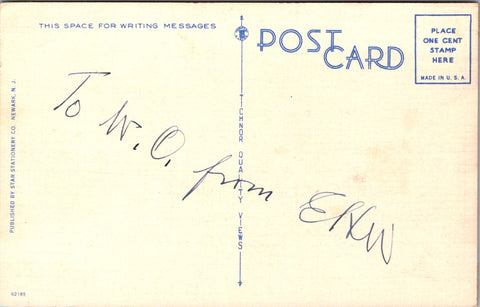 THIS SPACE FOR WRITING MESSAGES
POST CARD
PLACE
ONE CENT
STAMP
HERE
MADE IN U.S.A.
PUBLISHED BY STAR STATIONERY CO. NEWARK, N. J.
TICHNOR QUALITY VIEWS
To W.O. from EKW
62185